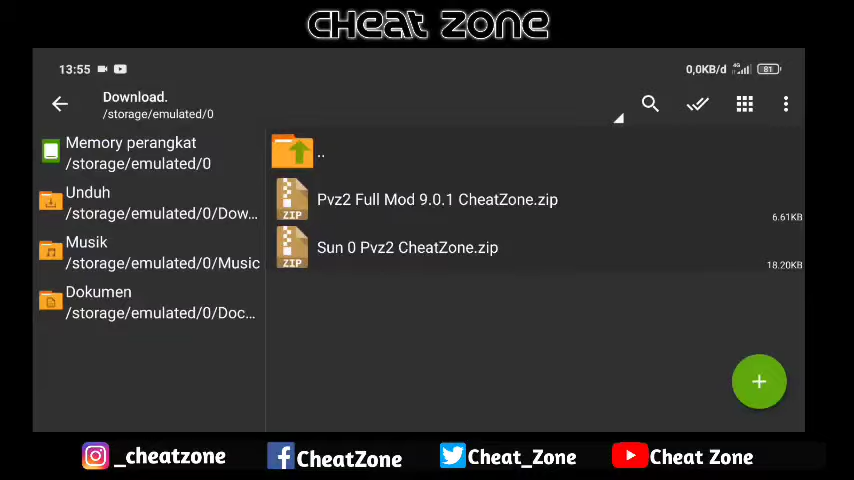 CHEAT ZONE
13:55
0,0KB/d 4G 81
Download.
/storage/emulated/0
Memory perangkat
/storage/emulated/0
Unduh
/storage/emulated/0/Dow...
Musik
/storage/emulated/0/Music
Dokumen
/storage/emulated/0/Doc...
..
ZIP
Pvz2 Full Mod 9.0.1 CheatZone.zip
6.61KB
ZIP
Sun 0 Pvz2 CheatZone.zip
18.20KB
_cheatzone
CheatZone
Cheat_Zone
Cheat Zone